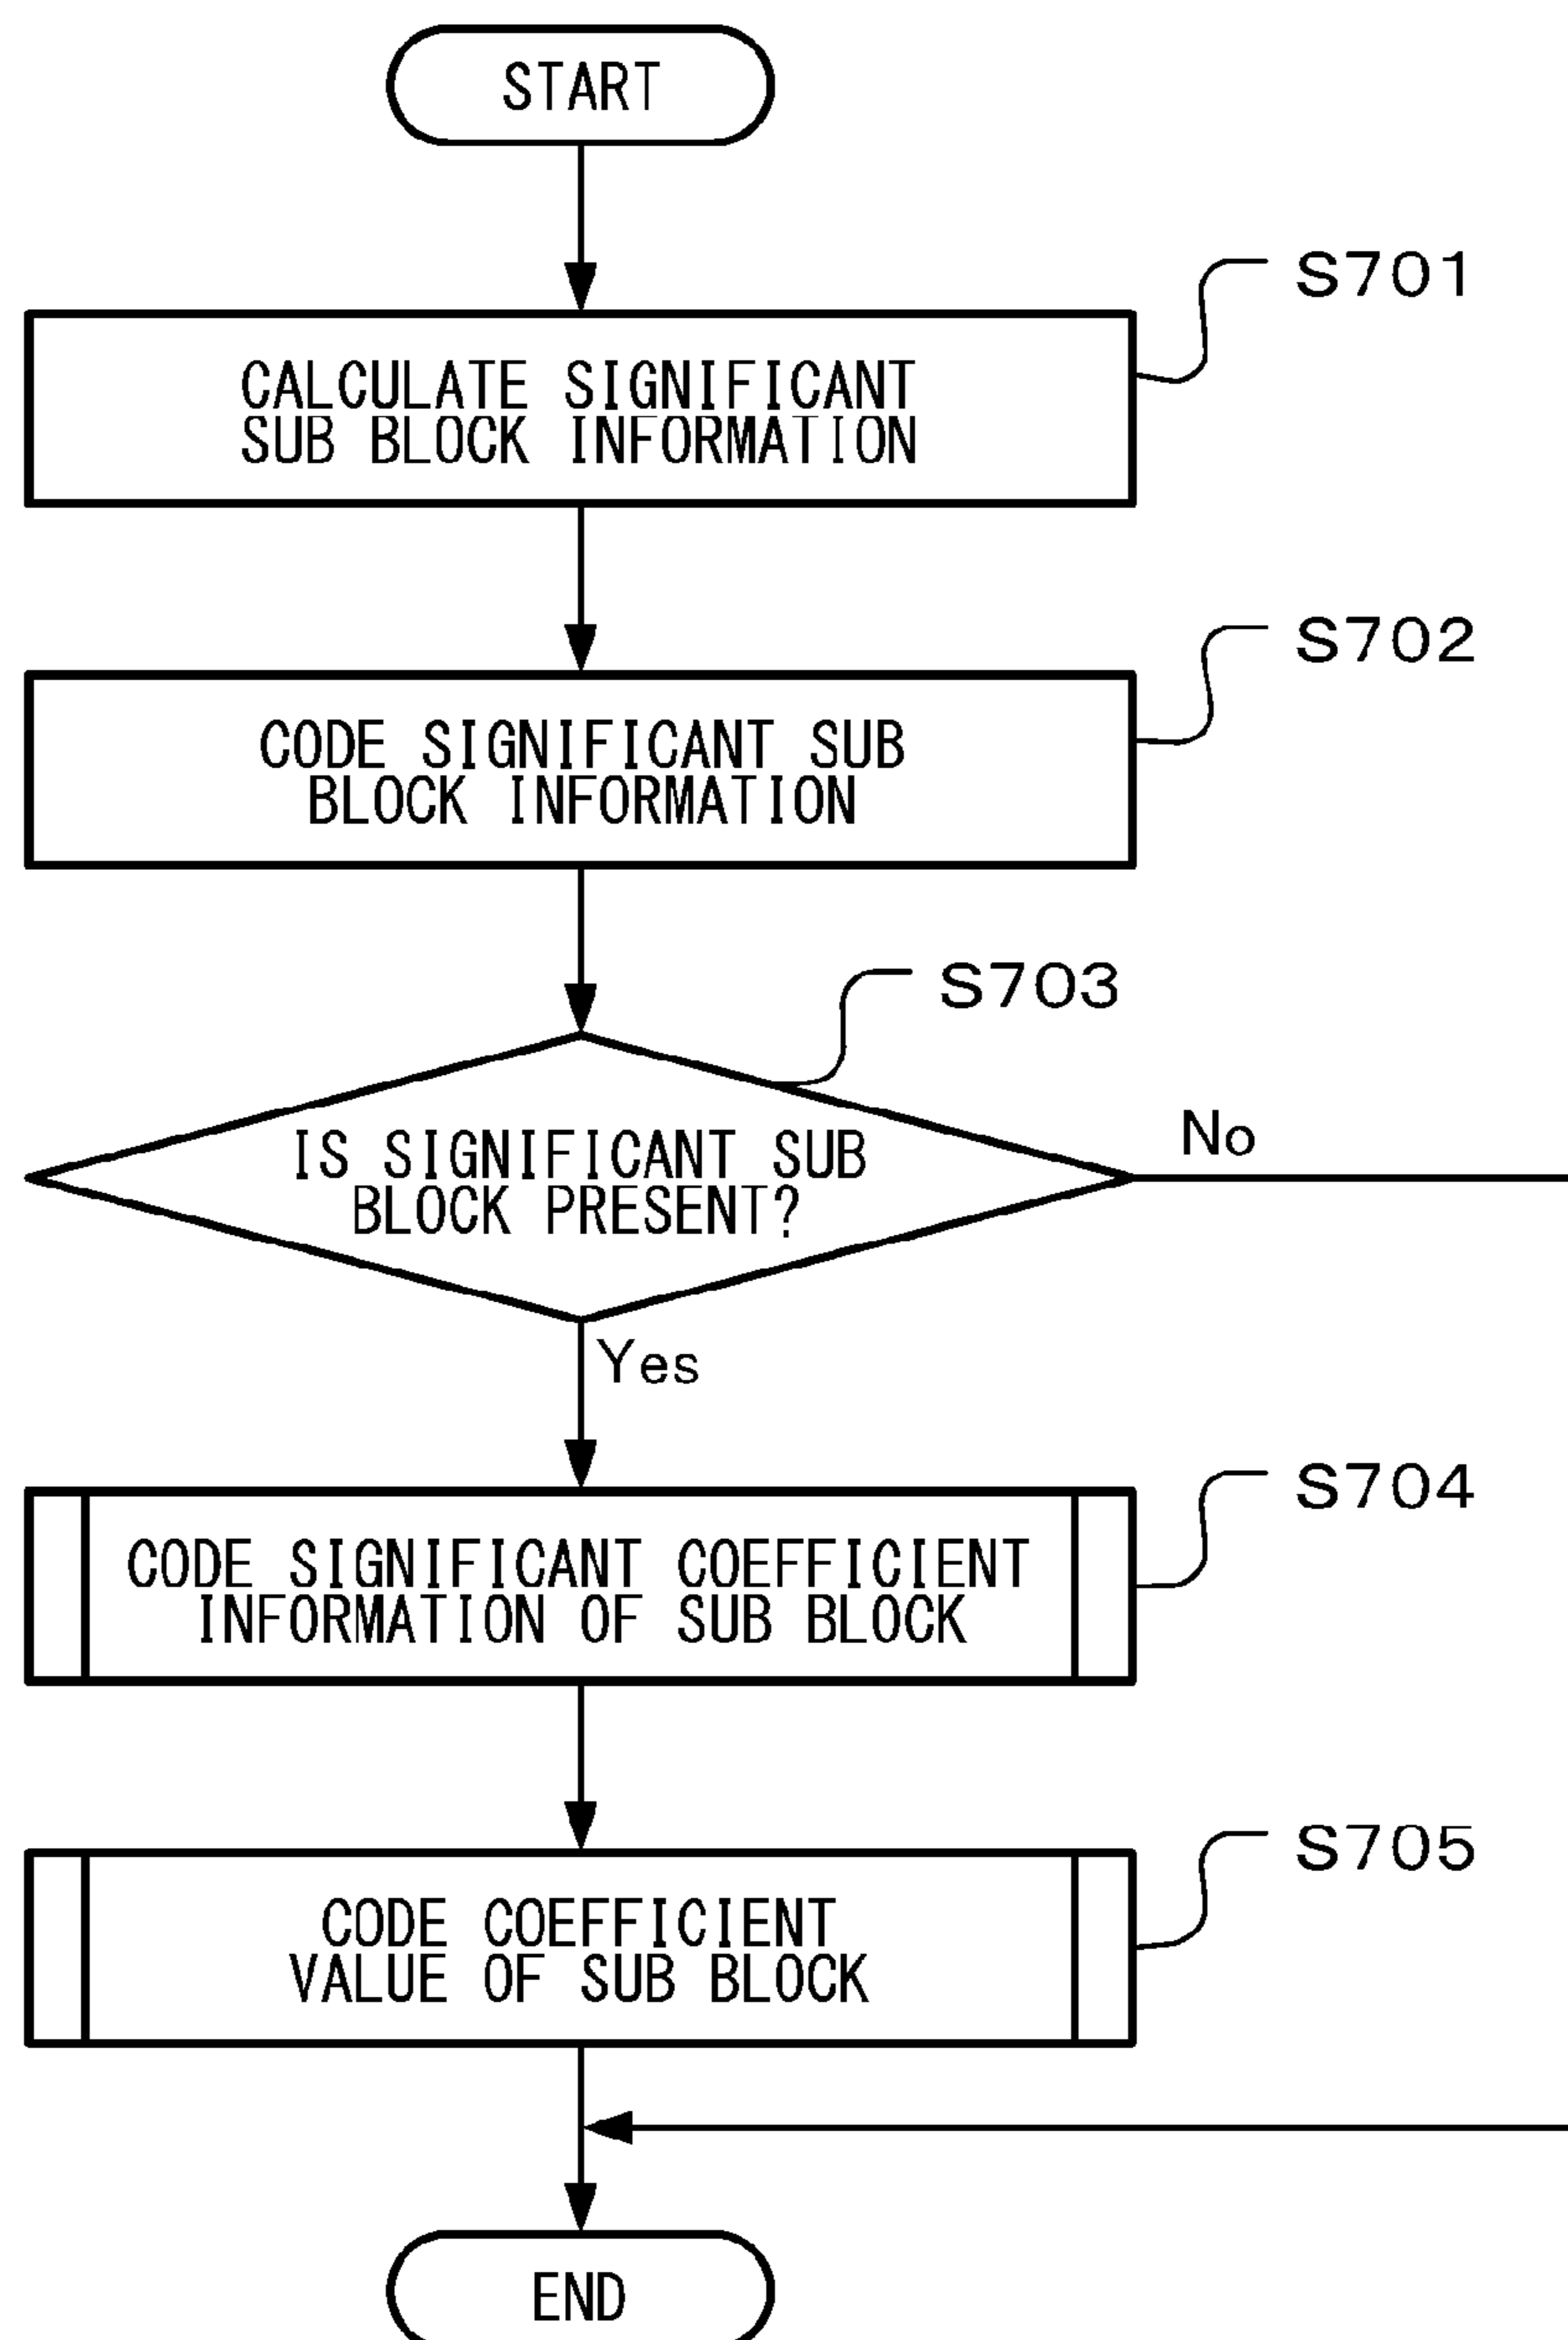 START
S701
CALCULATE SIGNIFICANT
SUB BLOCK INFORMATION
S702
CODE SIGNIFICANT SUB
BLOCK INFORMATION
S703
IS SIGNIFICANT SUB
BLOCK PRESENT?
No
Yes
S704
CODE SIGNIFICANT COEFFICIENT
INFORMATION OF SUB BLOCK
S705
CODE COEFFICIENT
VALUE OF SUB BLOCK
END